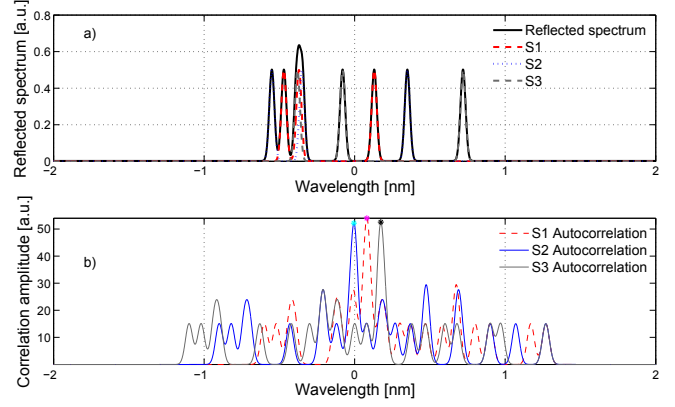 Reflected spectrum [a.u.]
0.8
0.6
0.4
0.2
0
a)
Reflected spectrum
S1
S2
S3
−2
−1
0
1
2
Wavelength [nm]
Correlation amplitude [a.u.]
50
40
30
20
10
b)
S1 Autocorrelation
S2 Autocorrelation
S3 Autocorrelation
−2
−1
0
1
2
Wavelength [nm]